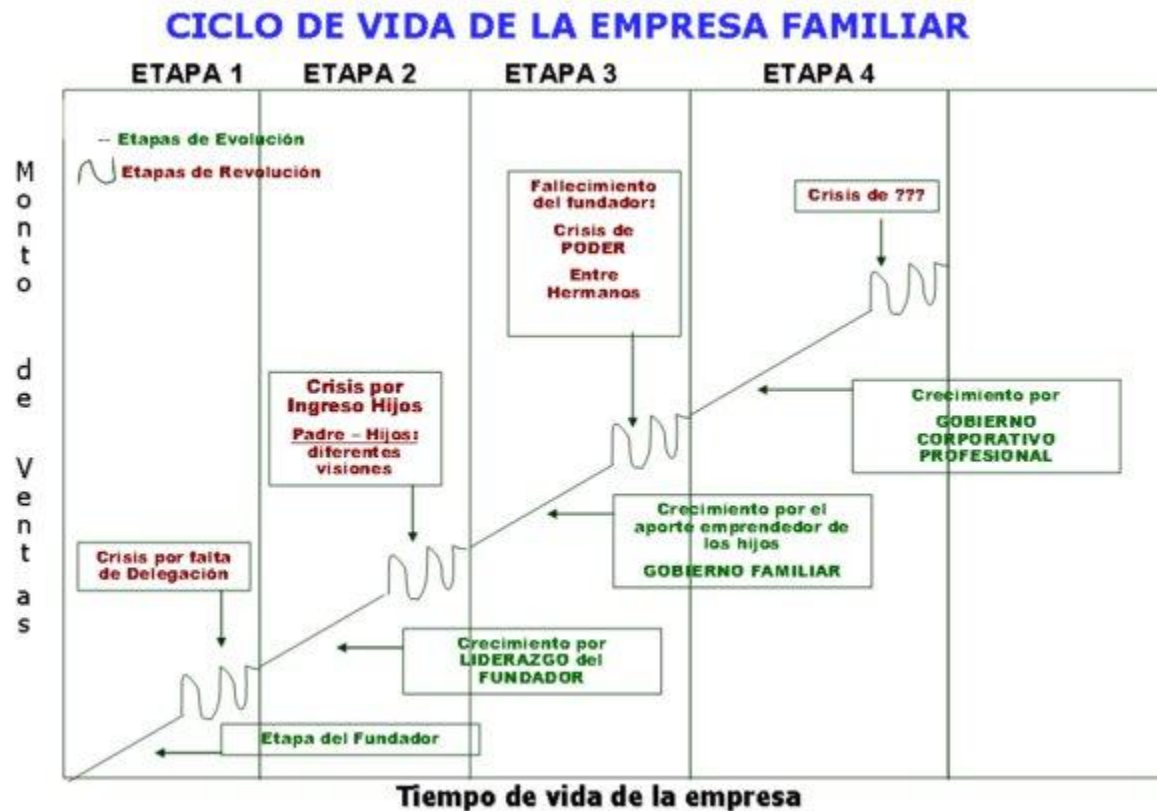 CICLO DE VIDA DE LA EMPRESA FAMILIAR
ETAPA 1
ETAPA 2
ETAPA 3
ETAPA 4
-- Etapas de Evolución
Etapas de Revolución
Monto de Ventas
Fallecimiento
del fundador:
Crisis de
PODER
Entre
Hermanos
Crisis de ???
Crisis por
Ingreso Hijos
Padre – Hijos:
diferentes
visiones
Crecimiento por
GOBIERNO
CORPORATIVO
PROFESIONAL
Crisis por falta
de Delegación
Crecimiento por el
aporte emprendedor de
los hijos
GOBIERNO FAMILIAR
Crecimiento por
LIDERAZGO del
FUNDADOR
Etapa del Fundador
Tiempo de vida de la empresa